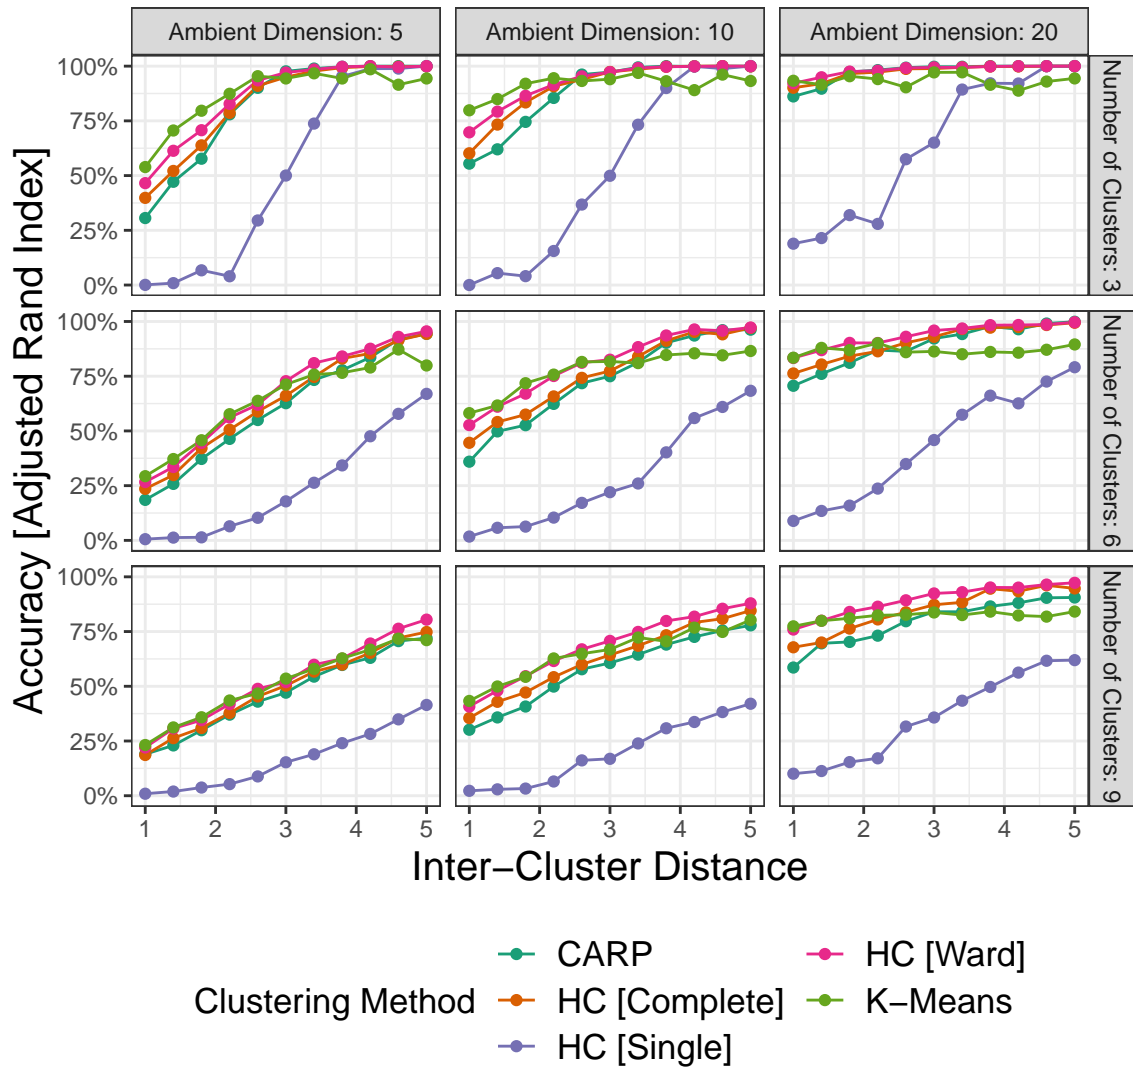 Ambient Dimension: 5
Ambient Dimension: 10
Ambient Dimension: 20
Accuracy [Adjusted Rand Index]
100%
75%
50%
25%
0%
Number of Clusters: 3
100%
75%
50%
25%
0%
Number of Clusters: 6
100%
75%
50%
25%
0%
Number of Clusters: 9
1 2 3 4 5
1 2 3 4 5
1 2 3 4 5
Inter−Cluster Distance
Clustering Method
CARP
HC [Complete]
HC [Single]
HC [Ward]
K−Means